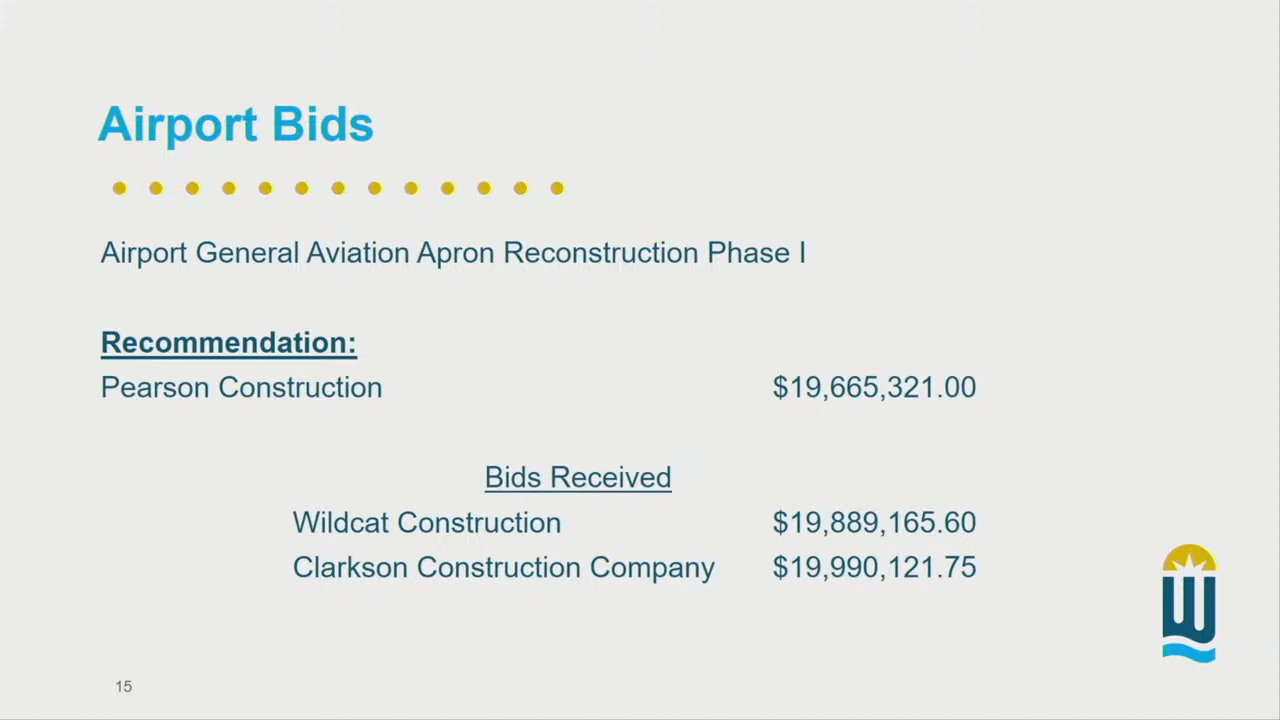 Airport Bids
Airport General Aviation Apron Reconstruction Phase I
Recommendation:
Pearson Construction $19,665,321.00
Bids Received
Wildcat Construction $19,889,165.60
Clarkson Construction Company $19,990,121.75
W
15